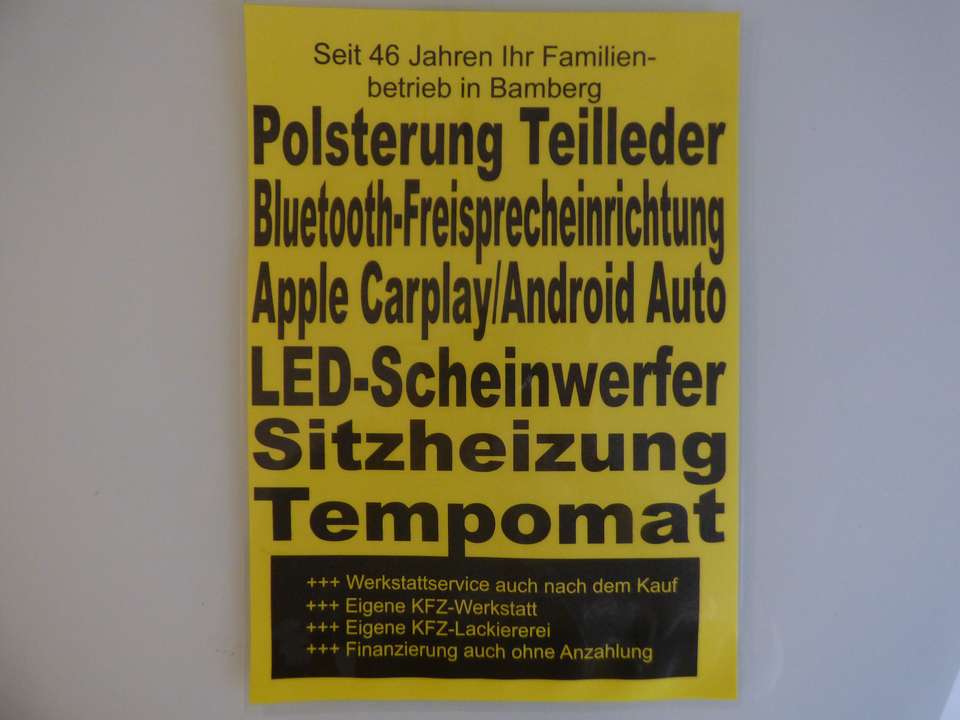 Seit 46 Jahren Ihr Familien-
betrieb in Bamberg
Polsterung Teilleder
Bluetooth-Freisprecheinrichtung
Apple Carplay/Android Auto
LED-Scheinwerfer
Sitzheizung
Tempomat
+++ Werkstattservice auch nach dem Kauf
+++ Eigene KFZ-Werkstatt
+++ Eigene KFZ-Lackiererei
+++ Finanzierung auch ohne Anzahlung